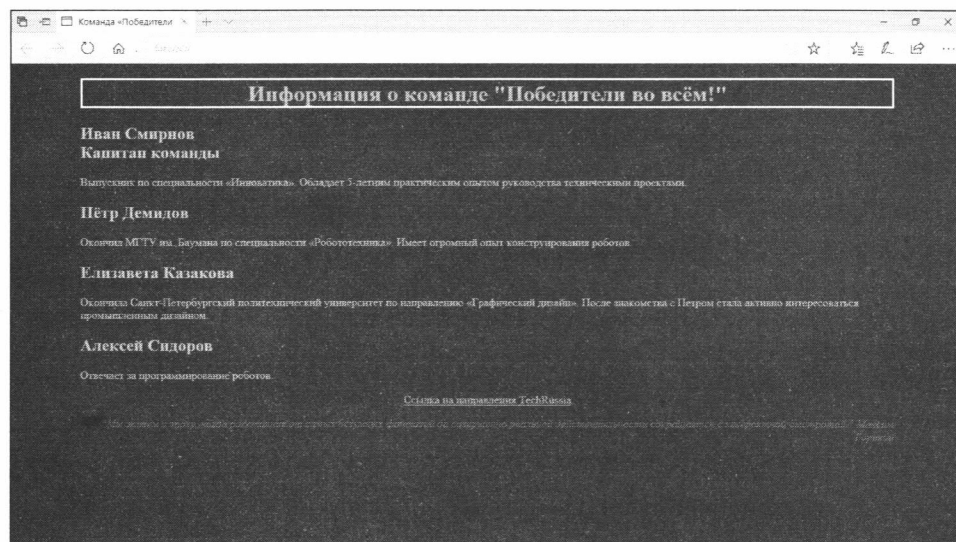 Команда «Победители
Информация о команде "Победители во всём!"
Иван Смирнов
Капитан команды
Выпускник по специальности «Инноватика». Обладает 5-летним практическим опытом руководства техническими проектами.
Пётр Демидов
Окончил МГТУ им. Баумана по специальности «Робототехника». Имеет огромный опыт конструирования роботов
Елизавета Казакова
Окончила Санкт-Петербургский политехнический университет по направлению «Графический дизайн». После знакомства с Петром стала активно интересоваться
промышленным дизайном.
Алексей Сидоров
Отвечает за программирование роботов.
Ссылка на направления TechRussia